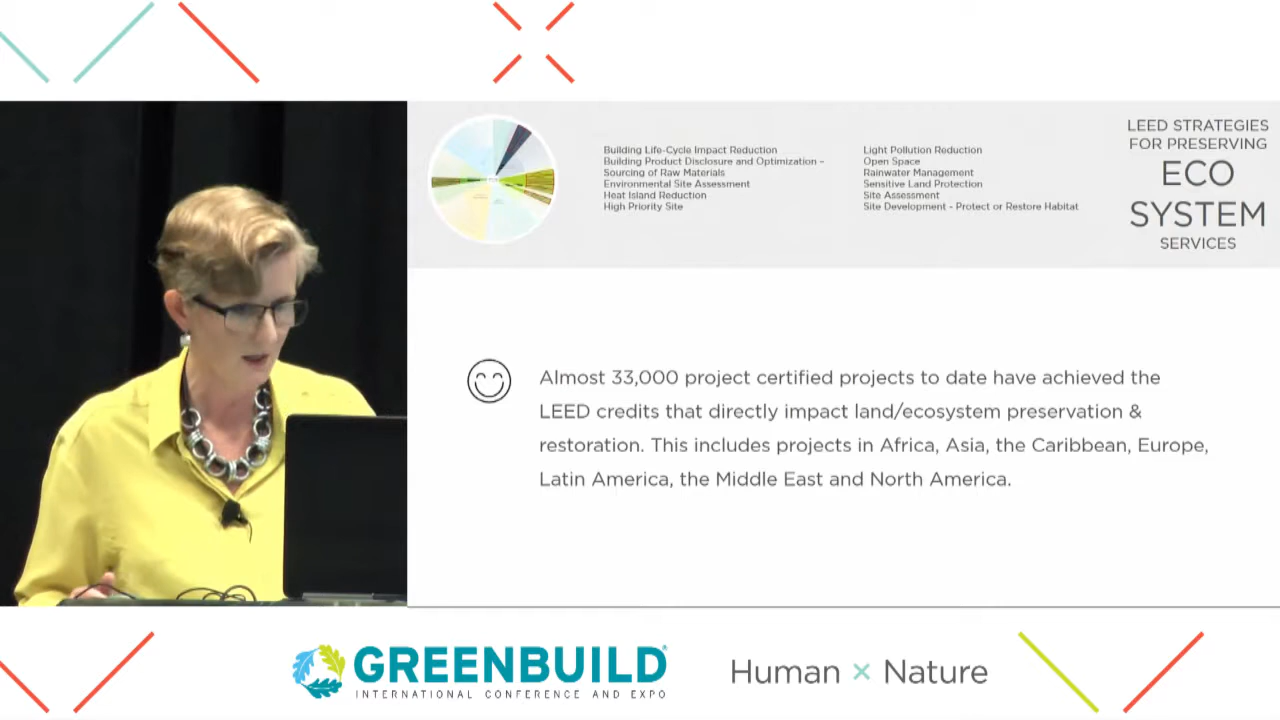 Building Life-Cycle Impact Reduction
Building Product Disclosure and Optimization –
Sourcing of Raw Materials
Environmental Site Assessment
Heat Island Reduction
High Priority Site
Light Pollution Reduction
Open Space
Rainwater Management
Sensitive Land Protection
Site Assessment
Site Development - Protect or Restore Habitat
LEED STRATEGIES
FOR PRESERVING
ECO
SYSTEM
SERVICES
Almost 33,000 project certified projects to date have achieved the
LEED credits that directly impact land/ecosystem preservation &
restoration. This includes projects in Africa, Asia, the Caribbean, Europe,
Latin America, the Middle East and North America.
GREENBUILD®
INTERNATIONAL CONFERENCE AND EXPO
Human × Nature